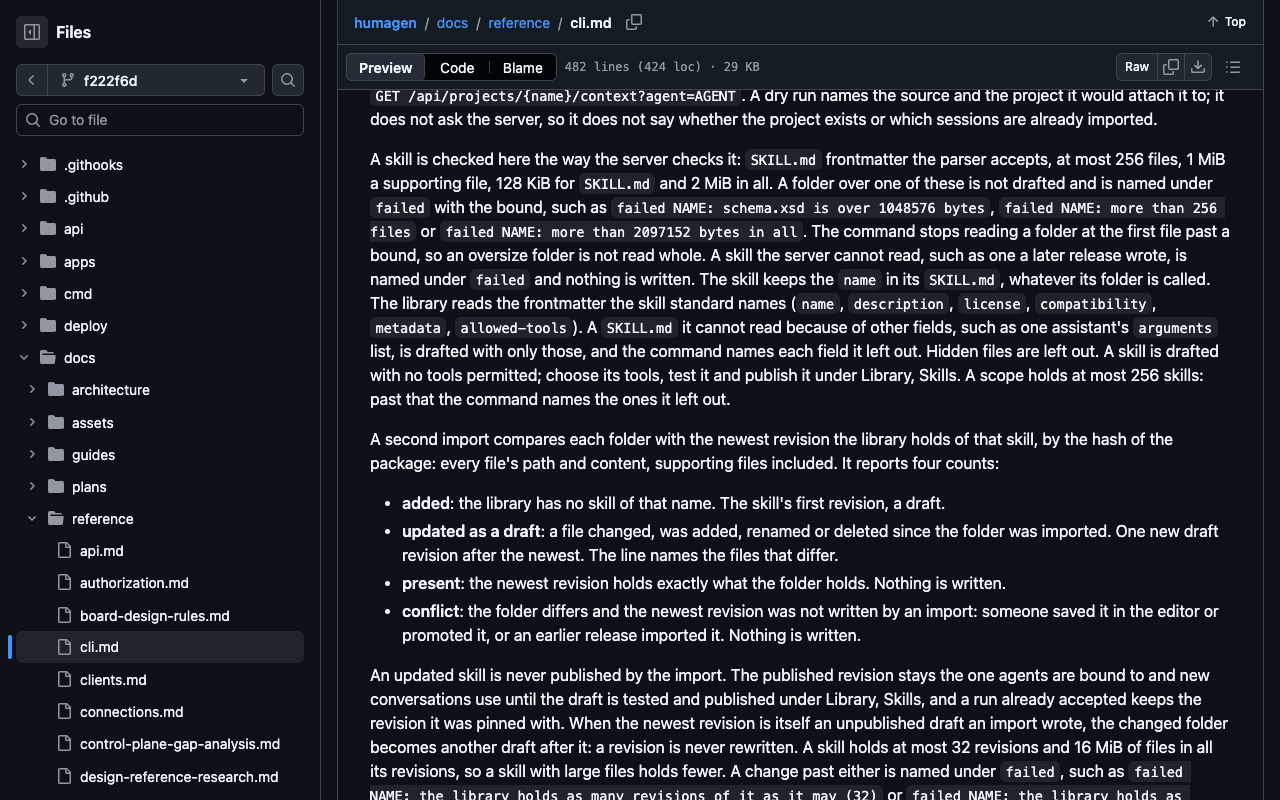 Files
humagen / docs / reference / cli.md
Top
f222f6d
Preview Code Blame 482 lines (424 loc) · 29 KB
Raw
Go to file
.githooks
.github
api
apps
cmd
deploy
docs
architecture
assets
guides
plans
reference
api.md
authorization.md
board-design-rules.md
cli.md
clients.md
connections.md
control-plane-gap-analysis.md
design-reference-research.md
GET /api/projects/{name}/context?agent=AGENT . A dry run names the source and the project it would attach it to; it
does not ask the server, so it does not say whether the project exists or which sessions are already imported.
A skill is checked here the way the server checks it: SKILL.md frontmatter the parser accepts, at most 256 files, 1 MiB
a supporting file, 128 KiB for SKILL.md and 2 MiB in all. A folder over one of these is not drafted and is named under
failed with the bound, such as failed NAME: schema.xsd is over 1048576 bytes , failed NAME: more than 256
files or failed NAME: more than 2097152 bytes in all . The command stops reading a folder at the first file past a
bound, so an oversize folder is not read whole. A skill the server cannot read, such as one a later release wrote, is
named under failed and nothing is written. The skill keeps the name in its SKILL.md , whatever its folder is called.
The library reads the frontmatter the skill standard names ( name , description , license , compatibility ,
metadata , allowed-tools ). A SKILL.md it cannot read because of other fields, such as one assistant's arguments
list, is drafted with only those, and the command names each field it left out. Hidden files are left out. A skill is drafted
with no tools permitted; choose its tools, test it and publish it under Library, Skills. A scope holds at most 256 skills:
past that the command names the ones it left out.
A second import compares each folder with the newest revision the library holds of that skill, by the hash of the
package: every file's path and content, supporting files included. It reports four counts:
• added: the library has no skill of that name. The skill's first revision, a draft.
• updated as a draft: a file changed, was added, renamed or deleted since the folder was imported. One new draft
revision after the newest. The line names the files that differ.
• present: the newest revision holds exactly what the folder holds. Nothing is written.
• conflict: the folder differs and the newest revision was not written by an import: someone saved it in the editor or
promoted it, or an earlier release imported it. Nothing is written.
An updated skill is never published by the import. The published revision stays the one agents are bound to and new
conversations use until the draft is tested and published under Library, Skills, and a run already accepted keeps the
revision it was pinned with. When the newest revision is itself an unpublished draft an import wrote, the changed folder
becomes another draft after it: a revision is never rewritten. A skill holds at most 32 revisions and 16 MiB of files in all
its revisions, so a skill with large files holds fewer. A change past either is named under failed , such as failed
NAME: the library holds as many revisions of it as it may (32) or failed NAME: the library holds as